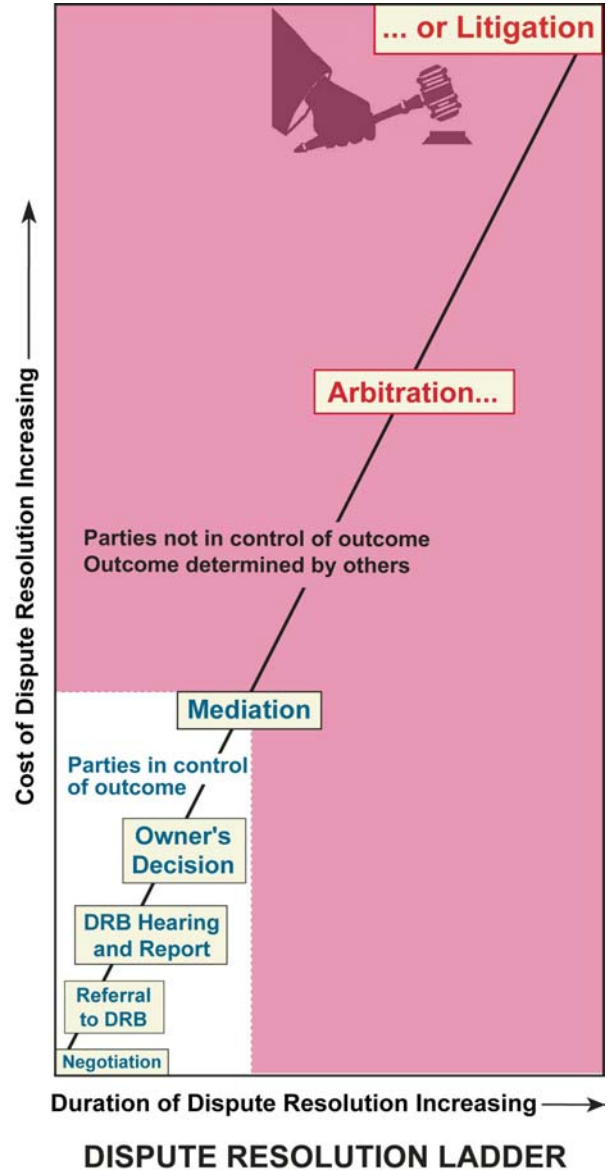 ... or Litigation
Cost of Dispute Resolution Increasing
Arbitration...
Parties not in control of outcome
Outcome determined by others
Mediation
Parties in control
of outcome
Owner's
Decision
DRB Hearing
and Report
Referral
to DRB
Negotiation
Duration of Dispute Resolution Increasing
DISPUTE RESOLUTION LADDER